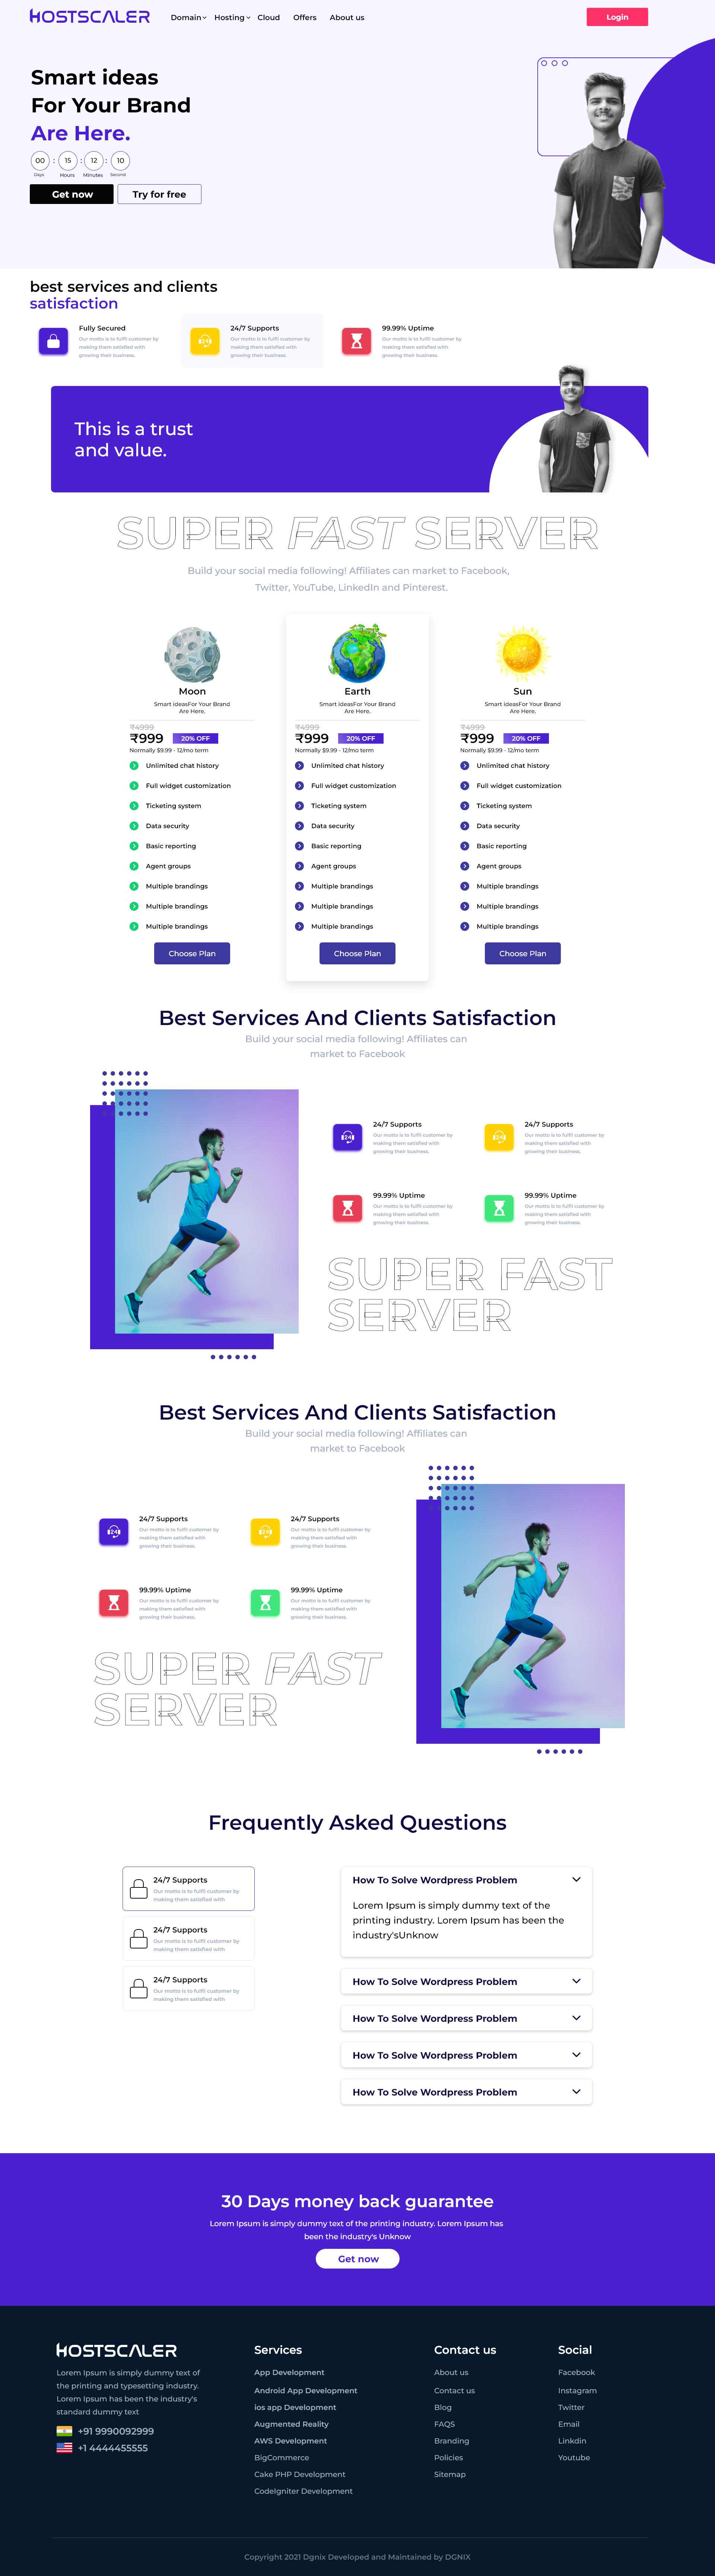 HOSTSCALER
Domain Hosting Cloud Offers About us
Login
Smart ideas
For Your Brand
Are Here.
00 : 15 : 12 : 10
Days Hours Minutes Second
Get now
Try for free
best services and clients
satisfaction
Fully Secured
Our motto is to fulfil customer by
making them satisfied with
growing their business.
24/7 Supports
Our motto is to fulfil customer by
making them satisfied with
growing their business.
99.99% Uptime
Our motto is to fulfil customer by
making them satisfied with
growing their business.
This is a trust
and value.
SUPER FAST SERVER
Build your social media following! Affiliates can market to Facebook,
Twitter, YouTube, LinkedIn and Pinterest.
Moon
Smart ideasFor Your Brand
Are Here.
₹4999
₹999 20% OFF
Normally $9.99 - 12/mo term
Unlimited chat history
Full widget customization
Ticketing system
Data security
Basic reporting
Agent groups
Multiple brandings
Multiple brandings
Multiple brandings
Choose Plan
Earth
Smart ideasFor Your Brand
Are Here.
₹4999
₹999 20% OFF
Normally $9.99 - 12/mo term
Unlimited chat history
Full widget customization
Ticketing system
Data security
Basic reporting
Agent groups
Multiple brandings
Multiple brandings
Multiple brandings
Choose Plan
Sun
Smart ideasFor Your Brand
Are Here.
₹4999
₹999 20% OFF
Normally $9.99 - 12/mo term
Unlimited chat history
Full widget customization
Ticketing system
Data security
Basic reporting
Agent groups
Multiple brandings
Multiple brandings
Multiple brandings
Choose Plan
Best Services And Clients Satisfaction
Build your social media following! Affiliates can
market to Facebook
24
24/7 Supports
Our motto is to fulfil customer by
making them satisfied with
growing their business.
24
24/7 Supports
Our motto is to fulfil customer by
making them satisfied with
growing their business.
99.99% Uptime
Our motto is to fulfil customer by
making them satisfied with
growing their business.
99.99% Uptime
Our motto is to fulfil customer by
making them satisfied with
growing their business.
SUPER FAST
SERVER
Best Services And Clients Satisfaction
Build your social media following! Affiliates can
market to Facebook
24
24/7 Supports
Our motto is to fulfil customer by
making them satisfied with
growing their business.
24
24/7 Supports
Our motto is to fulfil customer by
making them satisfied with
growing their business.
99.99% Uptime
Our motto is to fulfil customer by
making them satisfied with
growing their business.
99.99% Uptime
Our motto is to fulfil customer by
making them satisfied with
growing their business.
SUPER FAST
SERVER
Frequently Asked Questions
24/7 Supports
Our motto is to fulfil customer by
making them satisfied with
24/7 Supports
Our motto is to fulfil customer by
making them satisfied with
24/7 Supports
Our motto is to fulfil customer by
making them satisfied with
How To Solve Wordpress Problem
Lorem Ipsum is simply dummy text of the
printing industry. Lorem Ipsum has been the
industry'sUnknow
How To Solve Wordpress Problem
How To Solve Wordpress Problem
How To Solve Wordpress Problem
How To Solve Wordpress Problem
30 Days money back guarantee
Lorem Ipsum is simply dummy text of the printing industry. Lorem Ipsum has
been the industry's Unknow
Get now
HOSTSCALER
Lorem Ipsum is simply dummy text of
the printing and typesetting industry.
Lorem Ipsum has been the industry's
standard dummy text
+91 9990092999
+1 4444455555
Services
App Development
Android App Development
ios app Development
Augmented Reality
AWS Development
BigCommerce
Cake PHP Development
CodeIgniter Development
Contact us
About us
Contact us
Blog
FAQS
Branding
Policies
Sitemap
Social
Facebook
Instagram
Twitter
Email
Linkdin
Youtube
Copyright 2021 Dgnix Developed and Maintained by DGNIX